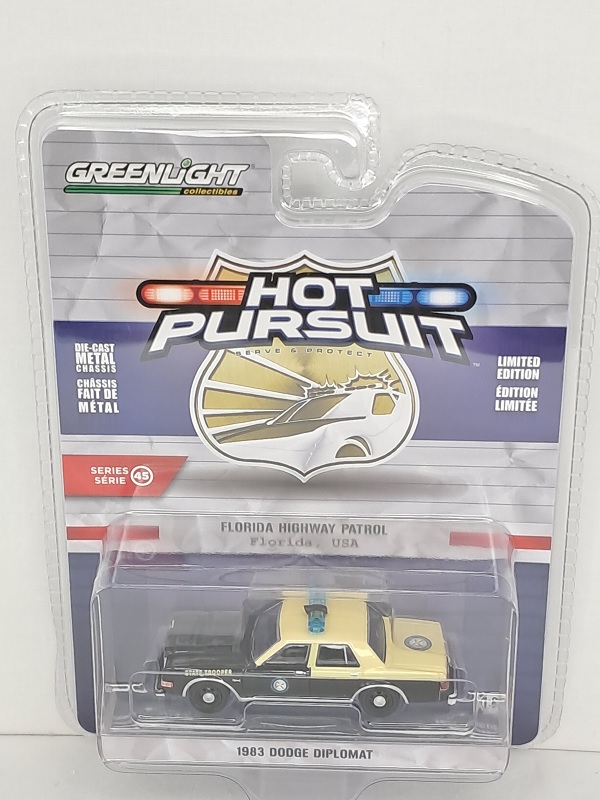 GREENLIGHT
collectibles
HOT
PURSUIT
SERVE & PROTECT
DIE-CAST
METAL
CHASSIS
CHÂSSIS
FAIT DE
MÉTAL
LIMITED
EDITION
ÉDITION
LIMITÉE
SERIES
SÉRIE
45
FLORIDA HIGHWAY PATROL
Florida, USA
STATE TROOPER
1983 DODGE DIPLOMAT